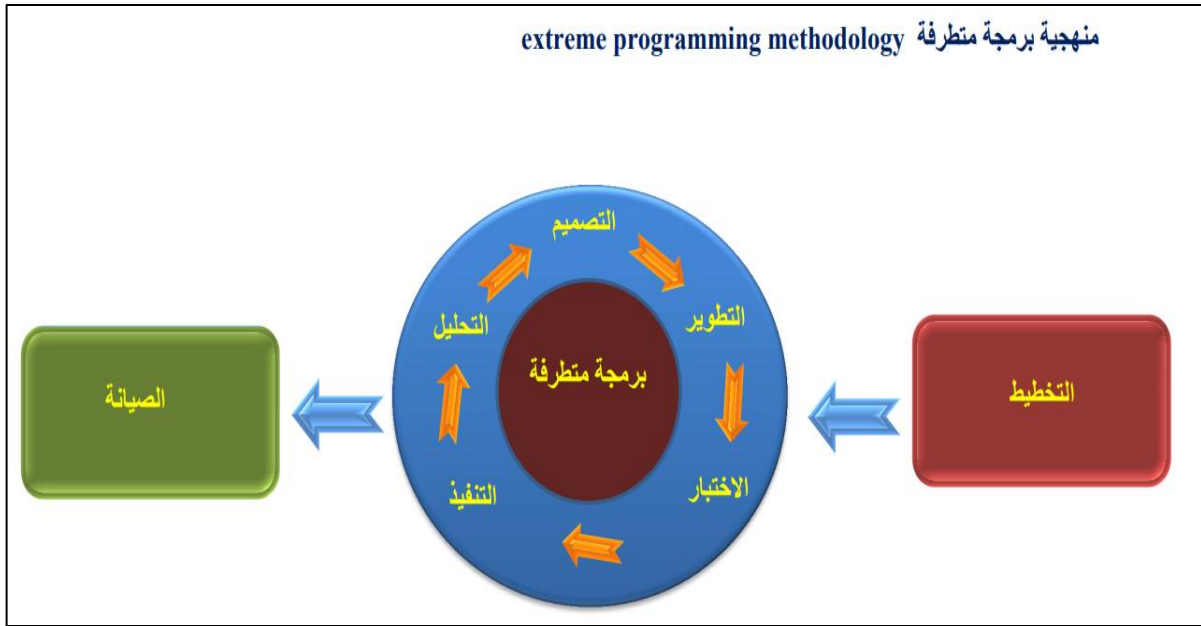 منهجية برمجة متطرفة extreme programming methodology
التخطيط
التصميم
التطوير
الاختبار
التنفيذ
التحليل
برمجة متطرفة
الصيانة